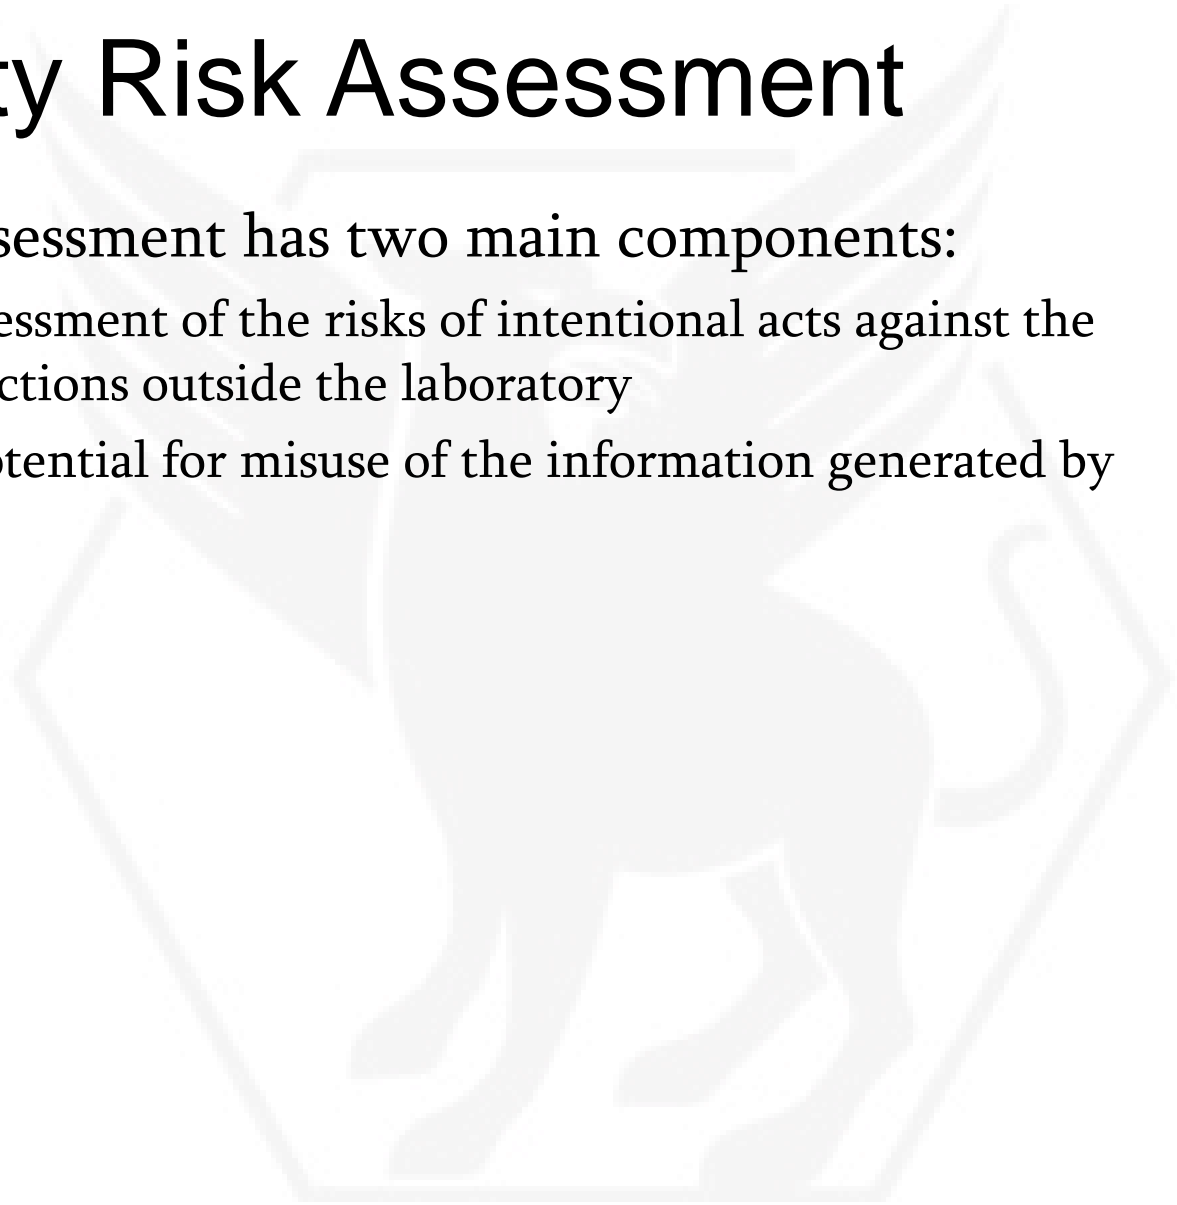 ty Risk Assessment
sessment has two main components:
essment of the risks of intentional acts against the
ctions outside the laboratory
otential for misuse of the information generated by